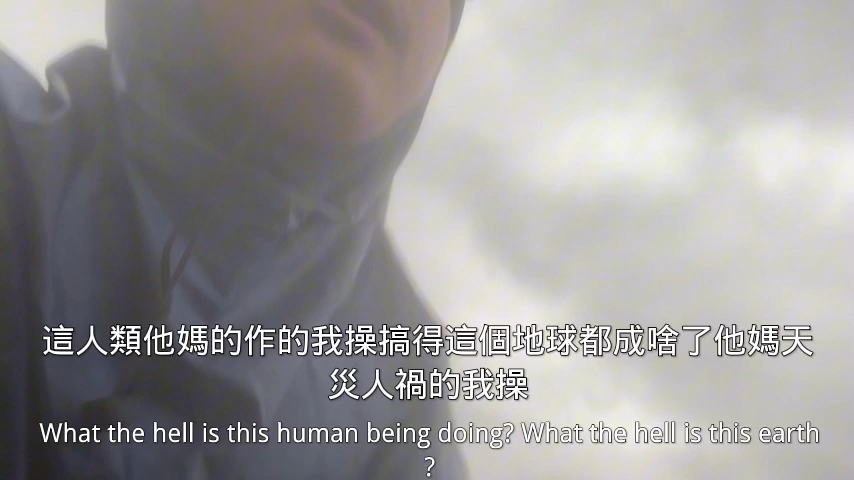 這人類他媽的作的我操搞得這個地球都成啥了他媽天
災人禍的我操
What the hell is this human being doing? What the hell is this earth
?